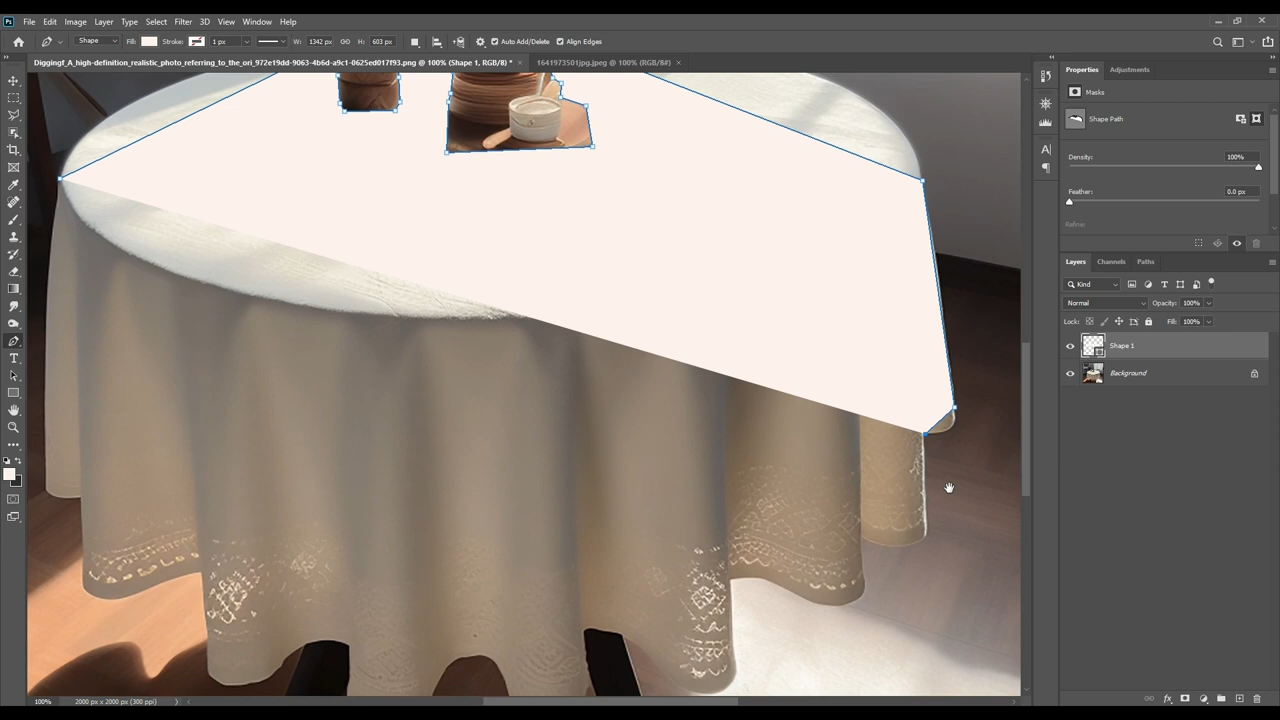 Ps File Edit Image Layer Type Select Filter 3D View Window Help
Shape Fill: Stroke: 1 px W: 1342 px H: 603 px Auto Add/Delete Align Edges
Diggingf_A_high-definition_realistic_photo_referring_to_the_ori_972e19dd-9063-4b6d-a9c1-0625ed017f93.png @ 100% (Shape 1, RGB/8) * × 1641973501jpg.jpeg @ 100% (RGB/8#) ×
Properties Adjustments
Masks
Shape Path
Density: 100%
Feather: 0.0 px
Refine:
Layers Channels Paths
Kind
Normal Opacity: 100%
Lock: Fill: 100%
Shape 1
Background
100% 2000 px x 2000 px (300 ppi)